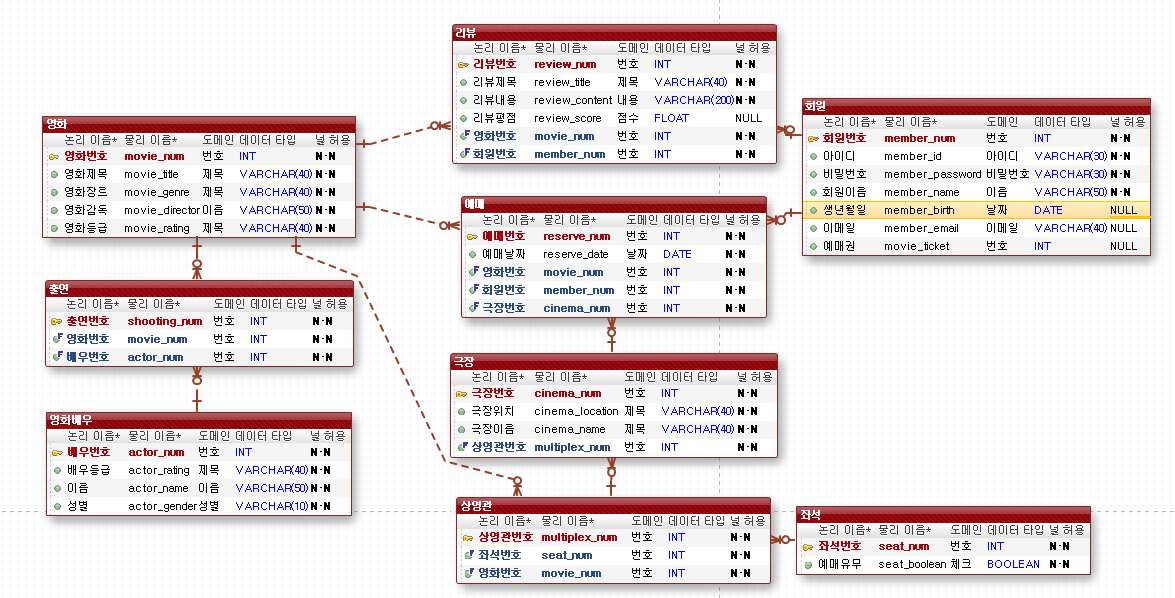 리뷰
논리 이름* 물리 이름* 도메인 데이터 타입 널 허용
리뷰번호 review_num 번호 INT N-N
리뷰제목 review_title 제목 VARCHAR(40) N-N
리뷰내용 review_content 내용 VARCHAR(200) N-N
리뷰평점 review_score 점수 FLOAT NULL
영화번호 movie_num 번호 INT N-N
회원번호 member_num 번호 INT N-N
회원
논리 이름* 물리 이름* 도메인 데이터 타입 널 허용
회원번호 member_num 번호 INT N-N
아이디 member_id 아이디 VARCHAR(30) N-N
비밀번호 member_password 비밀번호 VARCHAR(30) N-N
회원이름 member_name 이름 VARCHAR(50) N-N
생년월일 member_birth 날짜 DATE NULL
이메일 member_email 이메일 VARCHAR(40) NULL
예매권 movie_ticket 번호 INT NULL
영화
논리 이름* 물리 이름* 도메인 데이터 타입 널 허용
영화번호 movie_num 번호 INT N-N
영화제목 movie_title 제목 VARCHAR(40) N-N
영화장르 movie_genre 제목 VARCHAR(40) N-N
영화감독 movie_director 이름 VARCHAR(50) N-N
영화등급 movie_rating 제목 VARCHAR(40) N-N
예매
논리 이름* 물리 이름* 도메인 데이터 타입 널 허용
예매번호 reserve_num 번호 INT N-N
예매날짜 reserve_date 날짜 DATE N-N
영화번호 movie_num 번호 INT N-N
회원번호 member_num 번호 INT N-N
극장번호 cinema_num 번호 INT N-N
출연
논리 이름* 물리 이름* 도메인 데이터 타입 널 허용
출연번호 shooting_num 번호 INT N-N
영화번호 movie_num 번호 INT N-N
배우번호 actor_num 번호 INT N-N
극장
논리 이름* 물리 이름* 도메인 데이터 타입 널 허용
극장번호 cinema_num 번호 INT N-N
극장위치 cinema_location 제목 VARCHAR(40) N-N
극장이름 cinema_name 제목 VARCHAR(40) N-N
상영관번호 multiplex_num 번호 INT N-N
영화배우
논리 이름* 물리 이름* 도메인 데이터 타입 널 허용
배우번호 actor_num 번호 INT N-N
배우등급 actor_rating 제목 VARCHAR(40) N-N
이름 actor_name 이름 VARCHAR(50) N-N
성별 actor_gender 성별 VARCHAR(10) N-N
상영관
논리 이름* 물리 이름* 도메인 데이터 타입 널 허용
상영관번호 multiplex_num 번호 INT N-N
좌석번호 seat_num 번호 INT N-N
영화번호 movie_num 번호 INT N-N
좌석
논리 이름* 물리 이름* 도메인 데이터 타입 널 허용
좌석번호 seat_num 번호 INT N-N
예매유무 seat_boolean 체크 BOOLEAN N-N